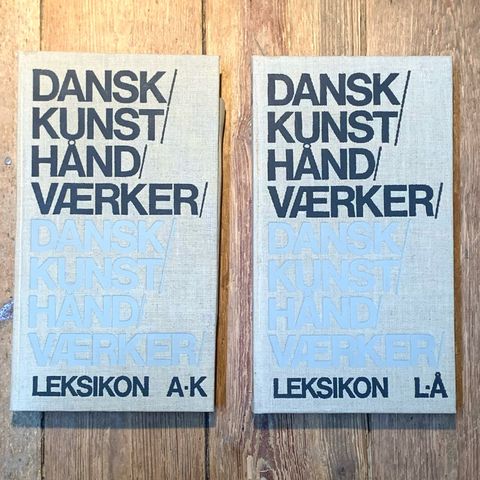 DANSK/
KUNST/
HÅND/
VÆRKER/
DANSK/
KUNST/
HÅND/
VÆRKER/
LEKSIKON A·K
DANSK/
KUNST/
HÅND/
VÆRKER/
DANSK/
KUNST/
HÅND/
VÆRKER/
LEKSIKON L·Å